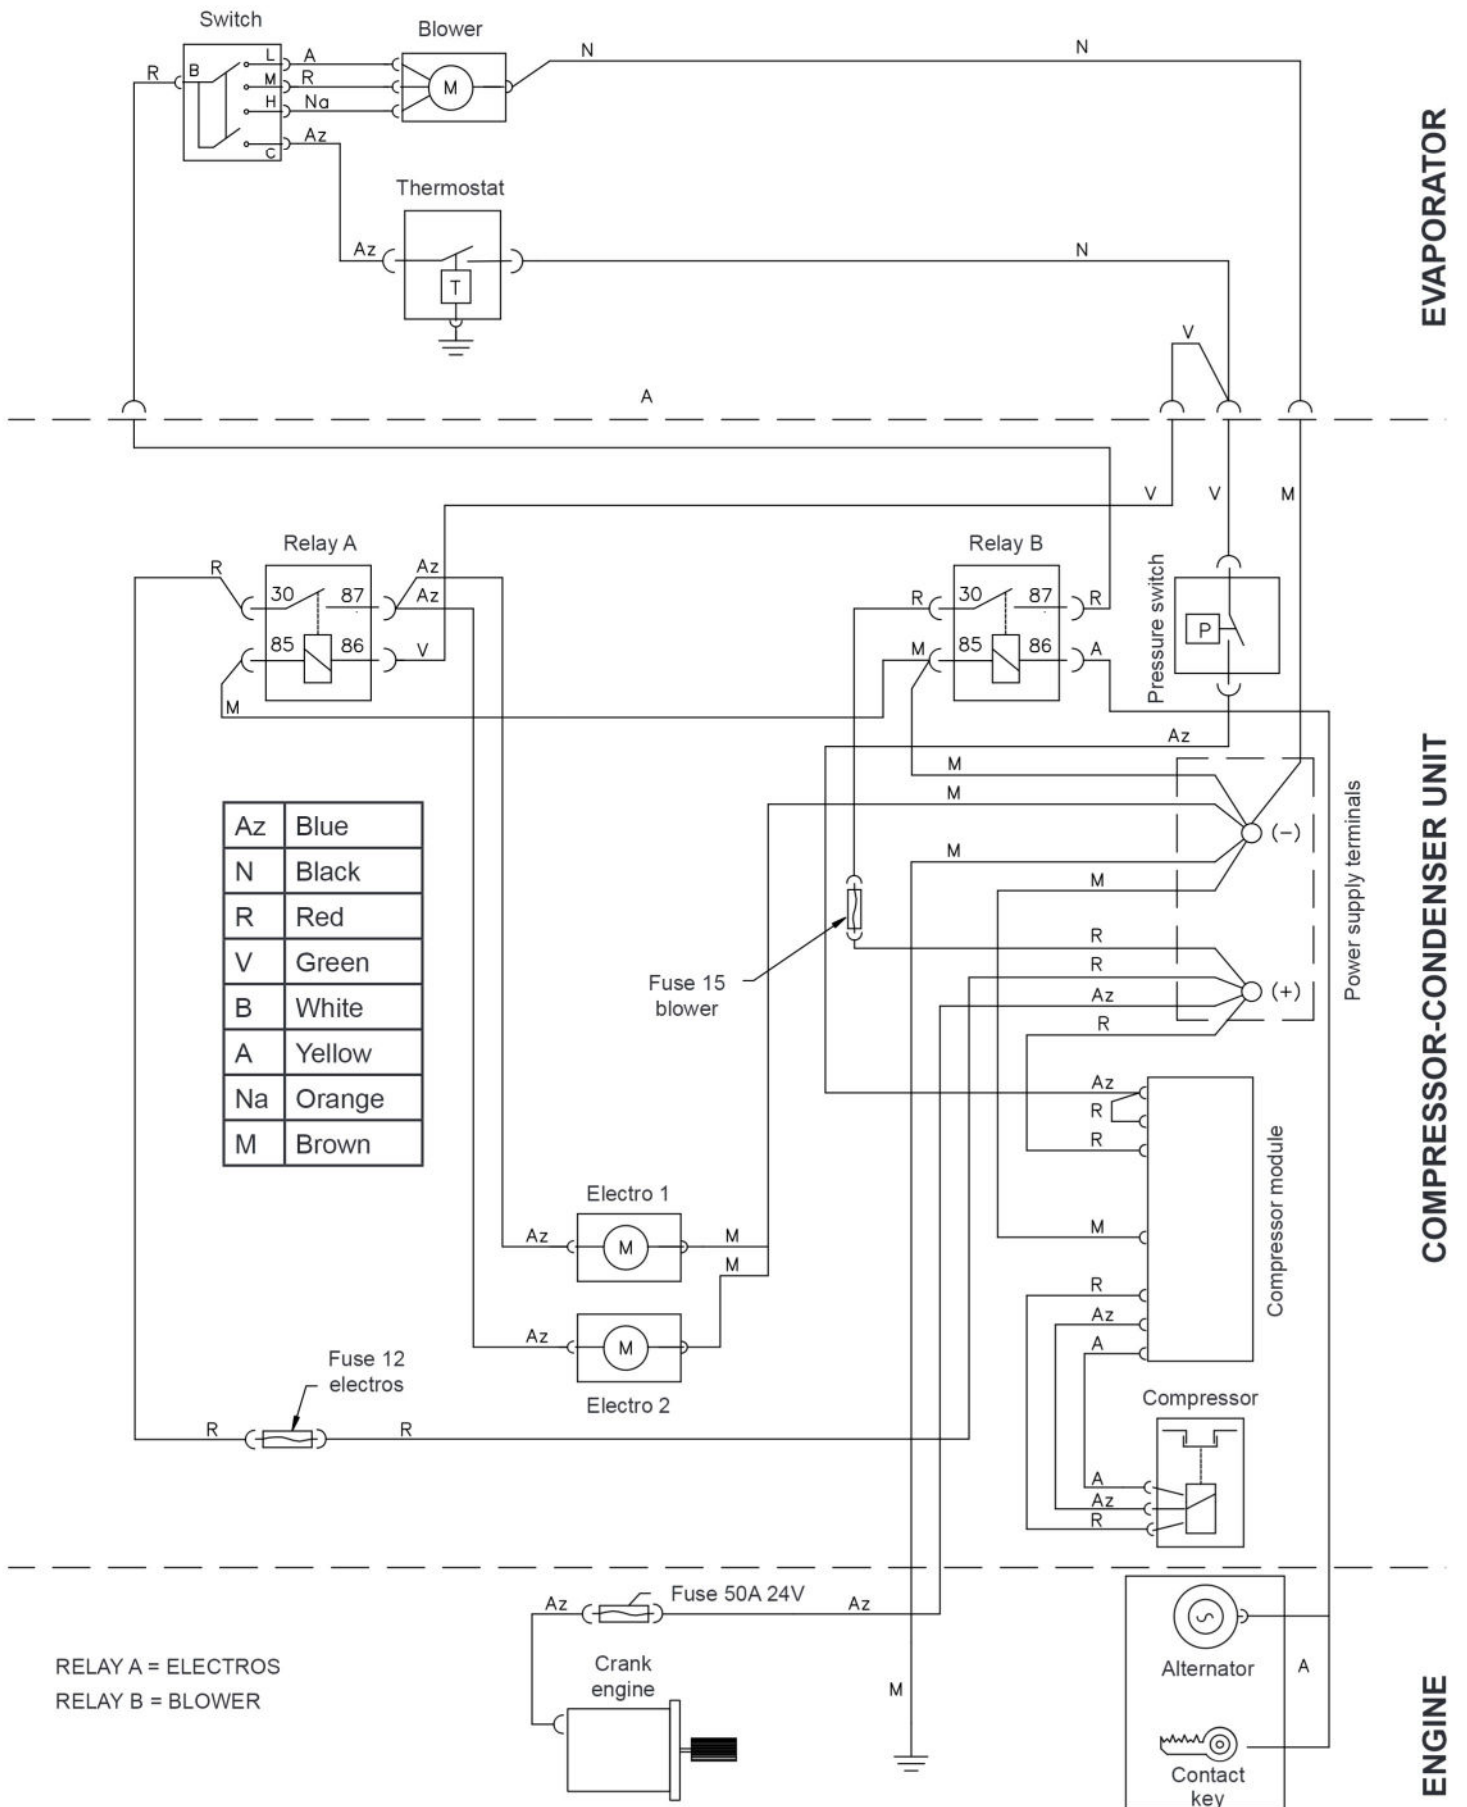 Switch
Blower
R
B
L
A
M
R
H
Na
C
Az
M
N
N
EVAPORATOR
Thermostat
Az
T
N
V
A
V
V
M
Relay A
R
30
87
Az
Az
85
86
V
M
Relay B
R
30
87
R
M
85
86
A
Pressure switch
P
Az
COMPRESSOR-CONDENSER UNIT
Power supply terminals
M
M
(-)
M
M
R
R
(+)
Az
R
Az Blue
N Black
R Red
V Green
B White
A Yellow
Na Orange
M Brown
Fuse 15
blower
Az
R
R
M
R
Az
A
Compressor module
Electro 1
Az
M
M
M
Az
M
Electro 2
Fuse 12
electros
R
R
Compressor
A
Az
R
Az
Fuse 50A 24V
Az
Crank
engine
M
RELAY A = ELECTROS
RELAY B = BLOWER
Alternator
A
Contact
key
ENGINE